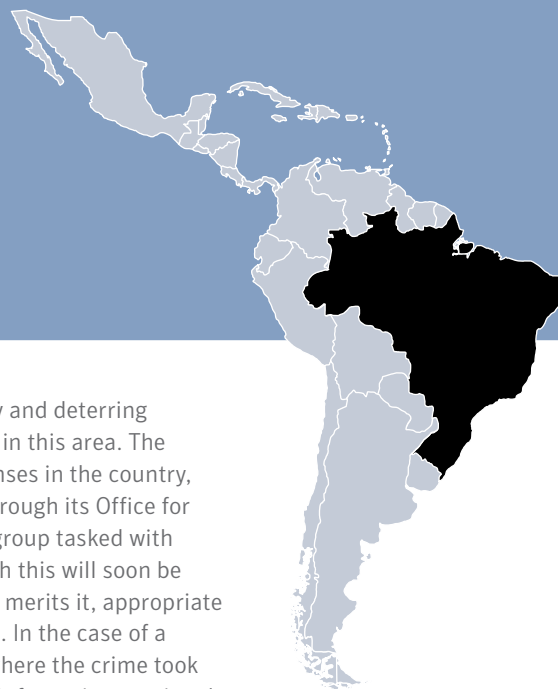 and deterring
in this area. The
nses in the country,
rough its Office for
group tasked with
h this will soon be
merits it, appropriate
. In the case of a
here the crime took